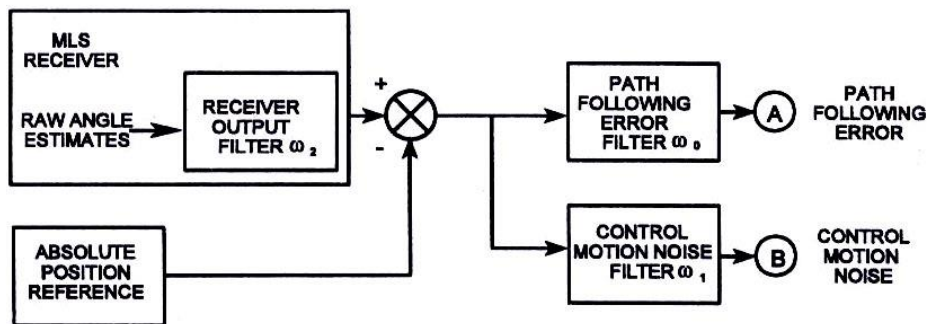 MLS
RECEIVER
RAW ANGLE
ESTIMATES
RECEIVER
OUTPUT
FILTER ω₂
+
-
ABSOLUTE
POSITION
REFERENCE
PATH
FOLLOWING
ERROR
FILTER ω₀
A
PATH
FOLLOWING
ERROR
CONTROL
MOTION NOISE
FILTER ω₁
B
CONTROL
MOTION
NOISE